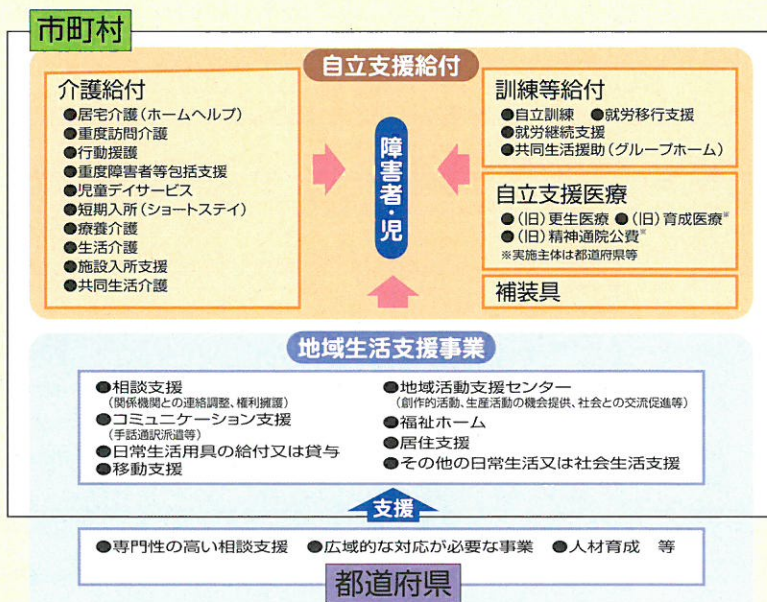 市町村
自立支援給付
介護給付
●居宅介護(ホームヘルプ)
●重度訪問介護
●行動援護
●重度障害者等包括支援
●児童デイサービス
●短期入所(ショートステイ)
●療養介護
●生活介護
●施設入所支援
●共同生活介護
障害者・児
訓練等給付
●自立訓練 ●就労移行支援
●就労継続支援
●共同生活援助(グループホーム)
自立支援医療
●(旧)更生医療 ●(旧)育成医療※
●(旧)精神通院公費※
※実施主体は都道府県等
補装具
地域生活支援事業
●相談支援
(関係機関との連絡調整、権利擁護)
●コミュニケーション支援
(手話通訳派遣等)
●日常生活用具の給付又は貸与
●移動支援
●地域活動支援センター
(創作的活動、生産活動の機会提供、社会との交流促進等)
●福祉ホーム
●居住支援
●その他の日常生活又は社会生活支援
支援
●専門性の高い相談支援 ●広域的な対応が必要な事業 ●人材育成 等
都道府県